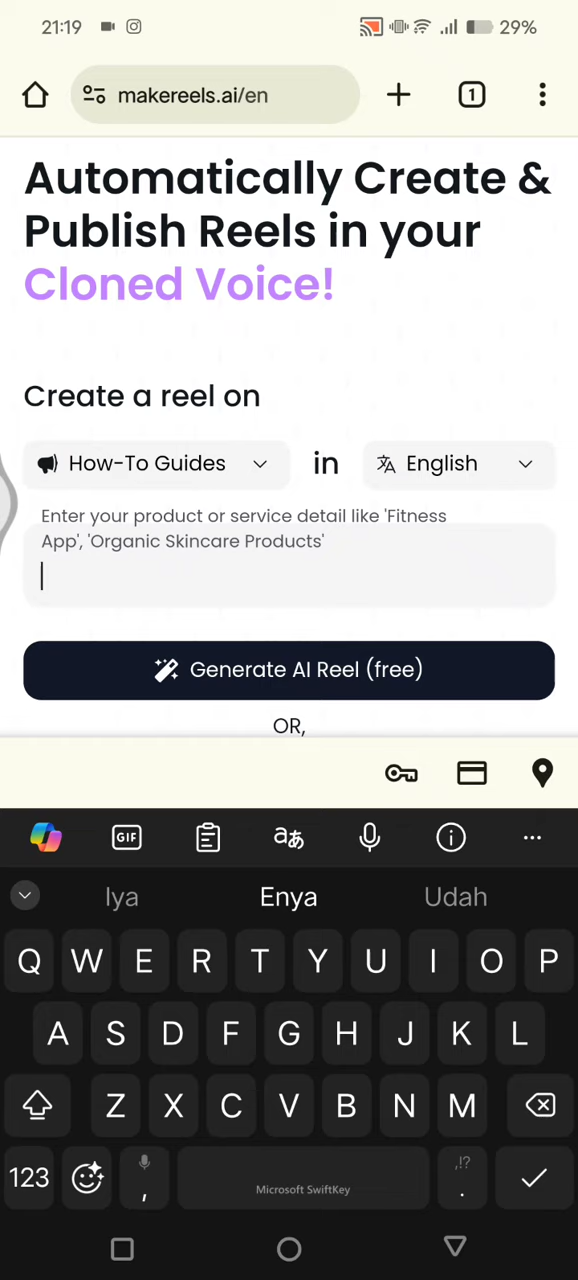 21:19 29%
makereels.ai/en 1
Automatically Create &
Publish Reels in your
Cloned Voice!
Create a reel on
How-To Guides in English
Enter your product or service detail like 'Fitness
App', 'Organic Skincare Products'
Generate AI Reel (free)
OR,
GIF aあ
Iya Enya Udah
Q W E R T Y U I O P
A S D F G H J K L
Z X C V B N M
123 , Microsoft SwiftKey ,!? .